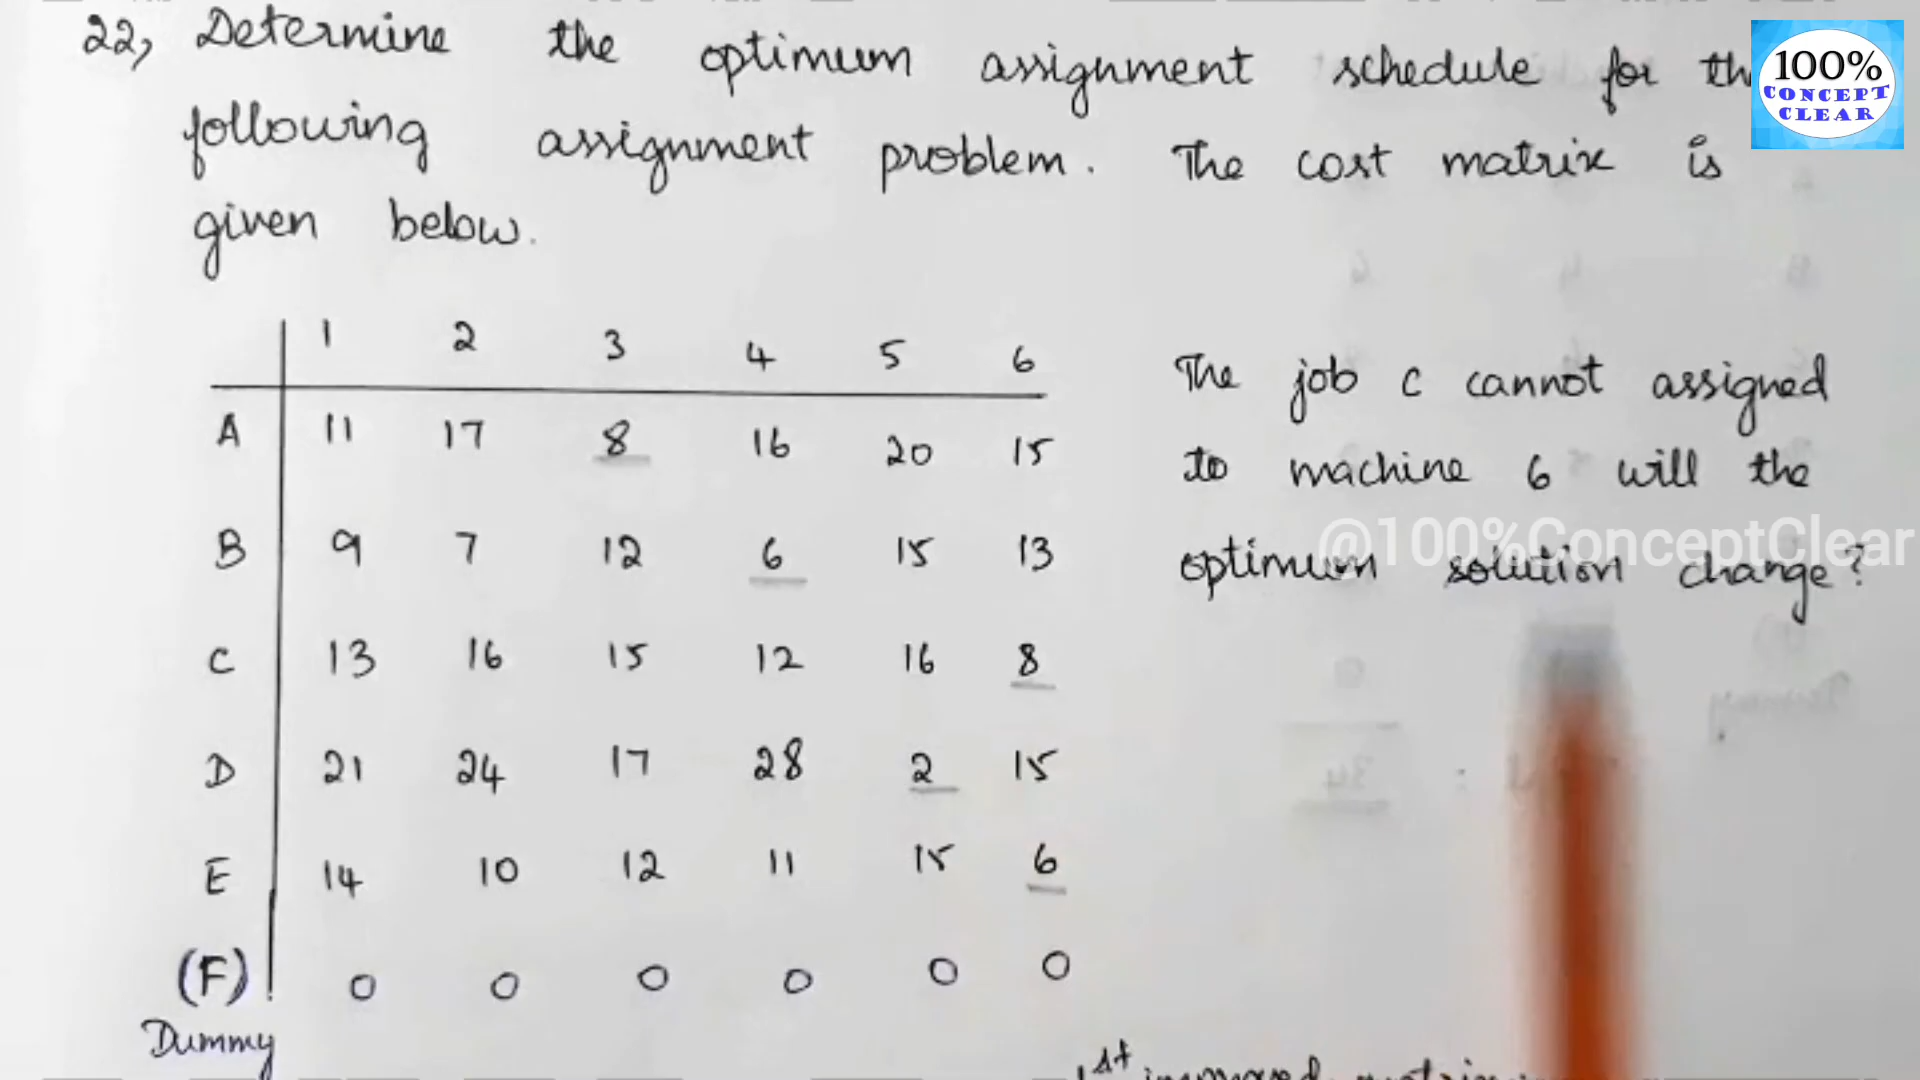 22, Determine the optimum assignment schedule for th
following assignment problem. The cost matrix is
given below.
100%
CONCEPT
CLEAR
1 2 3 4 5 6
A 11 17 8 16 20 15
B 9 7 12 6 15 13
C 13 16 15 12 16 8
D 21 24 17 28 2 15
E 14 10 12 11 15 6
(F) 0 0 0 0 0 0
Dummy
The job c cannot assigned
to machine 6 will the
@100%ConceptClear
optimum solution change?